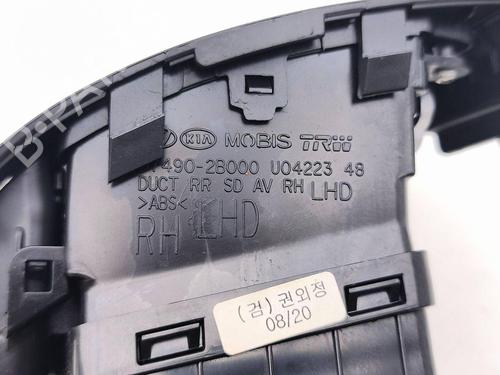 KIA MOBIS TRW
490-2B000 U04223 48
DUCT RR SD AV RH LHD
>ABS<
RH LHD
(검) 권외정
08/20
B-PA